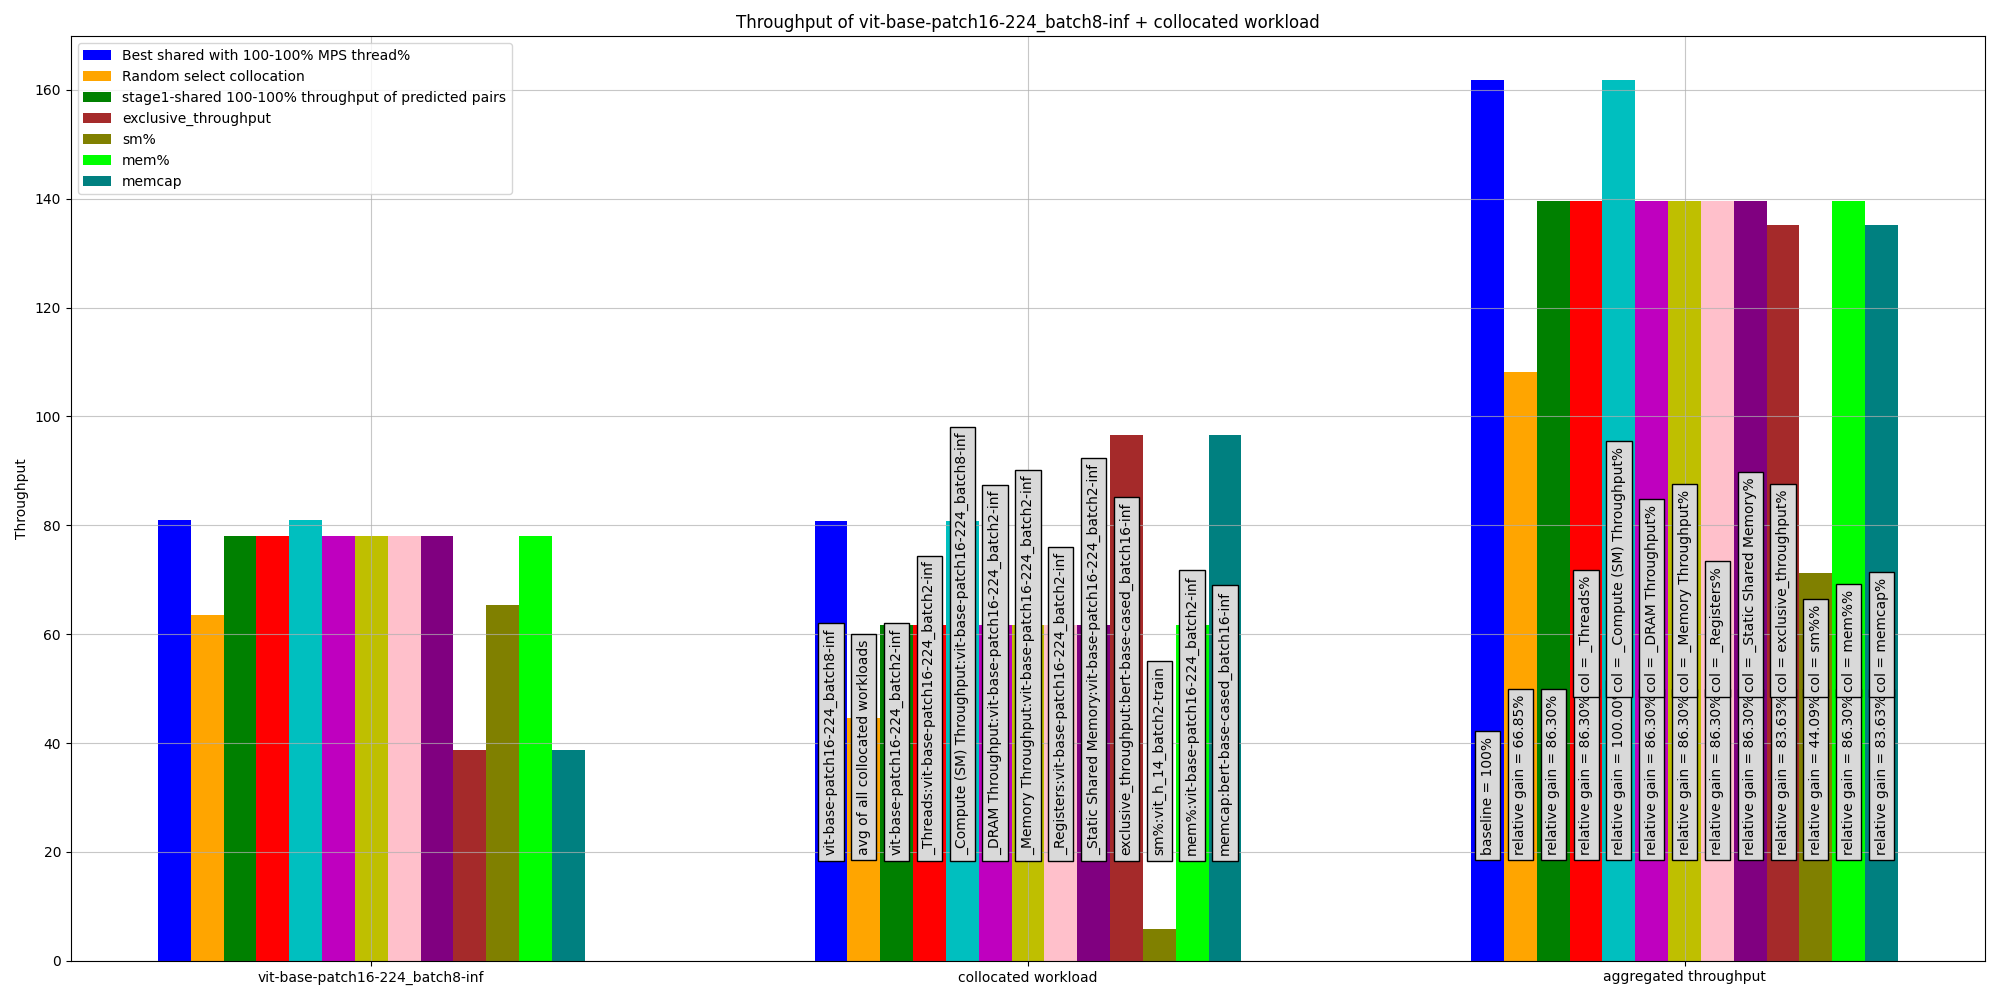 Throughput of vit-base-patch16-224_batch8-inf + collocated workload
Best shared with 100-100% MPS thread%
Random select collocation
stage1-shared 100-100% throughput of predicted pairs
exclusive_throughput
sm%
mem%
memcap
Throughput
160
140
120
100
80
60
40
20
0
vit-base-patch16-224_batch8-inf
avg of all collocated workloads
vit-base-patch16-224_batch2-inf
_Threads:vit-base-patch16-224_batch2-inf
_Compute (SM) Throughput:vit-base-patch16-224_batch8-inf
_DRAM Throughput:vit-base-patch16-224_batch2-inf
_Memory Throughput:vit-base-patch16-224_batch2-inf
_Registers:vit-base-patch16-224_batch2-inf
_Static Shared Memory:vit-base-patch16-224_batch2-inf
exclusive_throughput:bert-base-cased_batch16-inf
sm%:vit_h_14_batch2-train
mem%:vit-base-patch16-224_batch2-inf
memcap:bert-base-cased_batch16-inf
baseline = 100%
relative gain = 66.85%
relative gain = 86.30%
relative gain = 86.30%
col = _Threads%
relative gain = 100.00%
col = _Compute (SM) Throughput%
relative gain = 86.30%
col = _DRAM Throughput%
relative gain = 86.30%
col = _Memory Throughput%
relative gain = 86.30%
col = _Registers%
relative gain = 86.30%
col = _Static Shared Memory%
relative gain = 83.63%
col = exclusive_throughput%
relative gain = 44.09%
col = sm%%
relative gain = 86.30%
col = mem%%
relative gain = 83.63%
col = memcap%
vit-base-patch16-224_batch8-inf
collocated workload
aggregated throughput